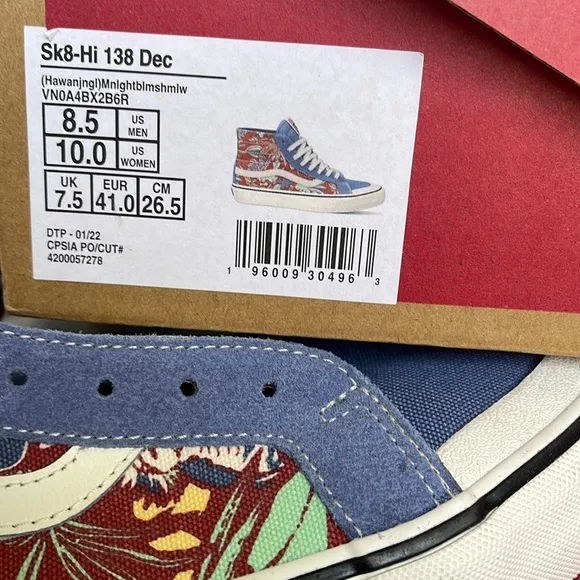 Sk8-Hi 138 Dec
(Hawanjngl)Mnlghtblmshmlw
VN0A4BX2B6R
8.5 US MEN
10.0 US WOMEN
UK EUR CM
7.5 41.0 26.5
DTP - 01/22
CPSIA PO/CUT#
4200057278
1 96009 30496 3